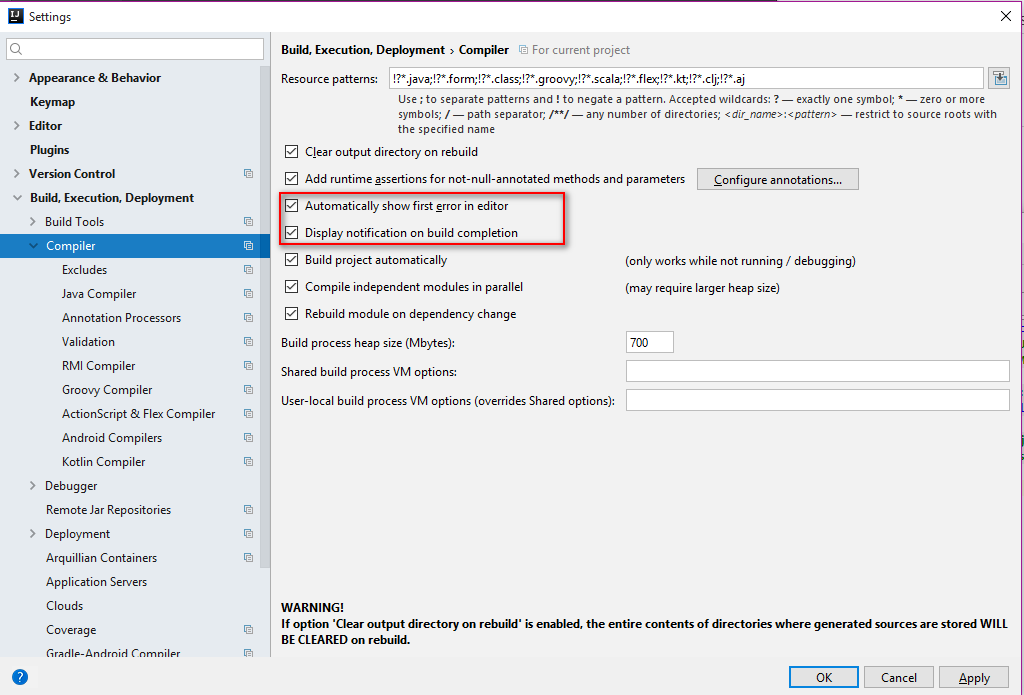 IJ Settings
Build, Execution, Deployment › Compiler For current project
Appearance & Behavior
Keymap
Editor
Plugins
Version Control
Build, Execution, Deployment
Build Tools
Compiler
Excludes
Java Compiler
Annotation Processors
Validation
RMI Compiler
Groovy Compiler
ActionScript & Flex Compiler
Android Compilers
Kotlin Compiler
Debugger
Remote Jar Repositories
Deployment
Arquillian Containers
Application Servers
Clouds
Coverage
Gradle-Android Compiler
Resource patterns: !?*.java;!?*.form;!?*.class;!?*.groovy;!?*.scala;!?*.flex;!?*.kt;!?*.clj;!?*.aj
Use ; to separate patterns and ! to negate a pattern. Accepted wildcards: ? — exactly one symbol; * — zero or more
symbols; / — path separator; /**/ — any number of directories; <dir_name>:<pattern> — restrict to source roots with
the specified name
Clear output directory on rebuild
Add runtime assertions for not-null-annotated methods and parameters Configure annotations...
Automatically show first error in editor
Display notification on build completion
Build project automatically (only works while not running / debugging)
Compile independent modules in parallel (may require larger heap size)
Rebuild module on dependency change
Build process heap size (Mbytes): 700
Shared build process VM options:
User-local build process VM options (overrides Shared options):
WARNING!
If option 'Clear output directory on rebuild' is enabled, the entire contents of directories where generated sources are stored WILL
BE CLEARED on rebuild.
? OK Cancel Apply